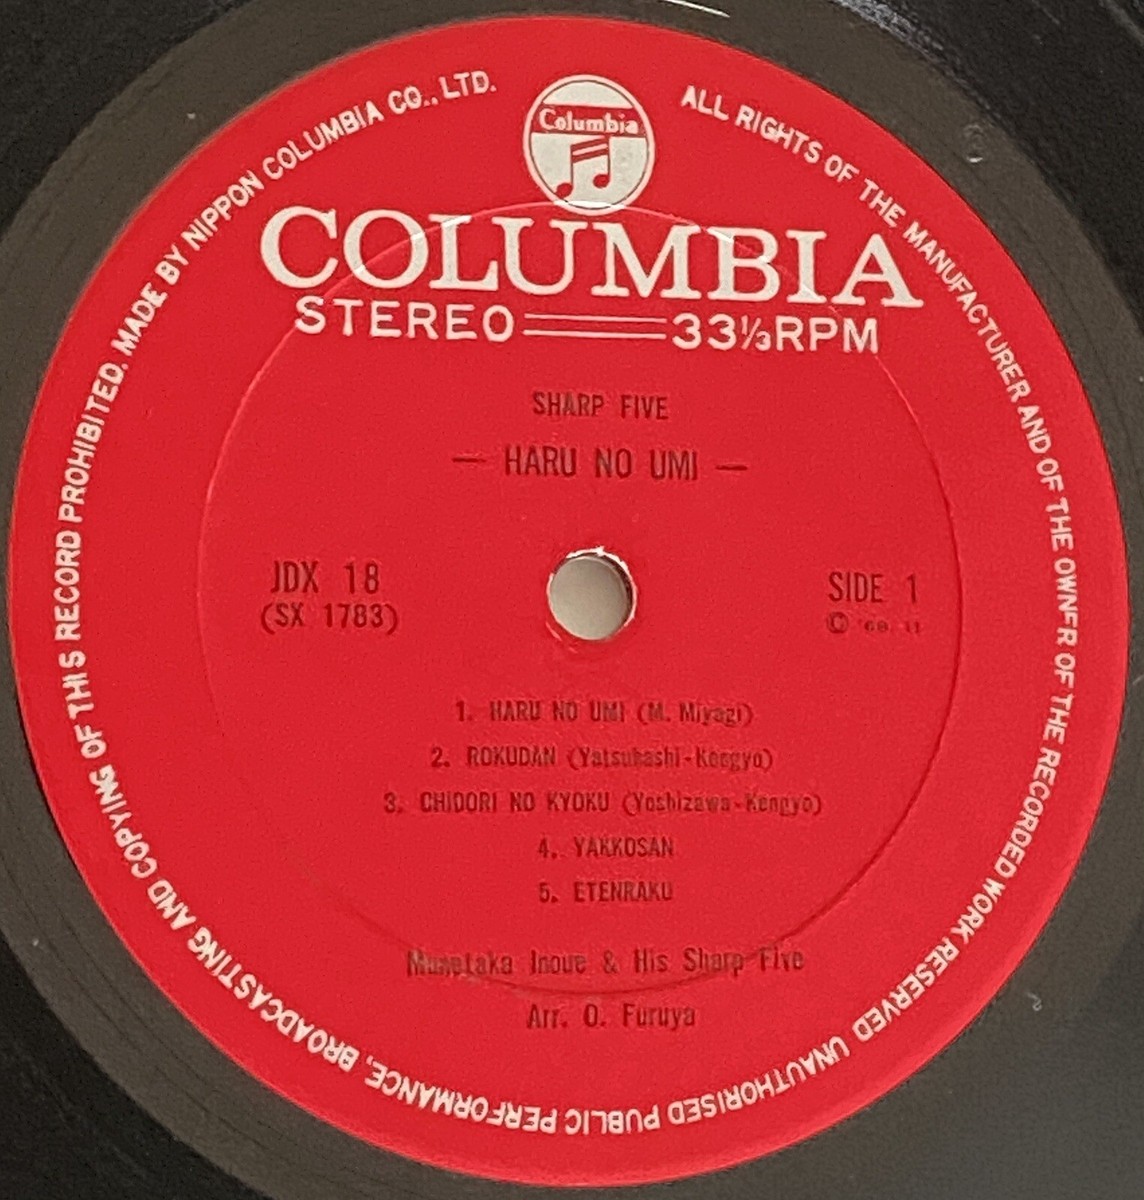 Columbia
COLUMBIA
STEREO 33⅓RPM
SHARP FIVE
— HARU NO UMI —
JDX 18
(SX 1783)
SIDE 1
©
1. HARU NO UMI (M. Miyagi)
2. ROKUDAN (Yatsuhashi-Kengyo)
3. CHIDORI NO KYOKU (Yoshizawa-Kengyo)
4. YAKKOSAN
5. ETENRAKU
Munetaka Inoue & His Sharp Five
Arr. O. Furuya
ALL RIGHTS OF THE MANUFACTURER AND OF THE OWNER OF THE RECORDED WORK RESERVED UNAUTHORISED PUBLIC PERFORMANCE, BROADCASTING AND COPYING OF THIS RECORD PROHIBITED. MADE BY NIPPON COLUMBIA CO., LTD.